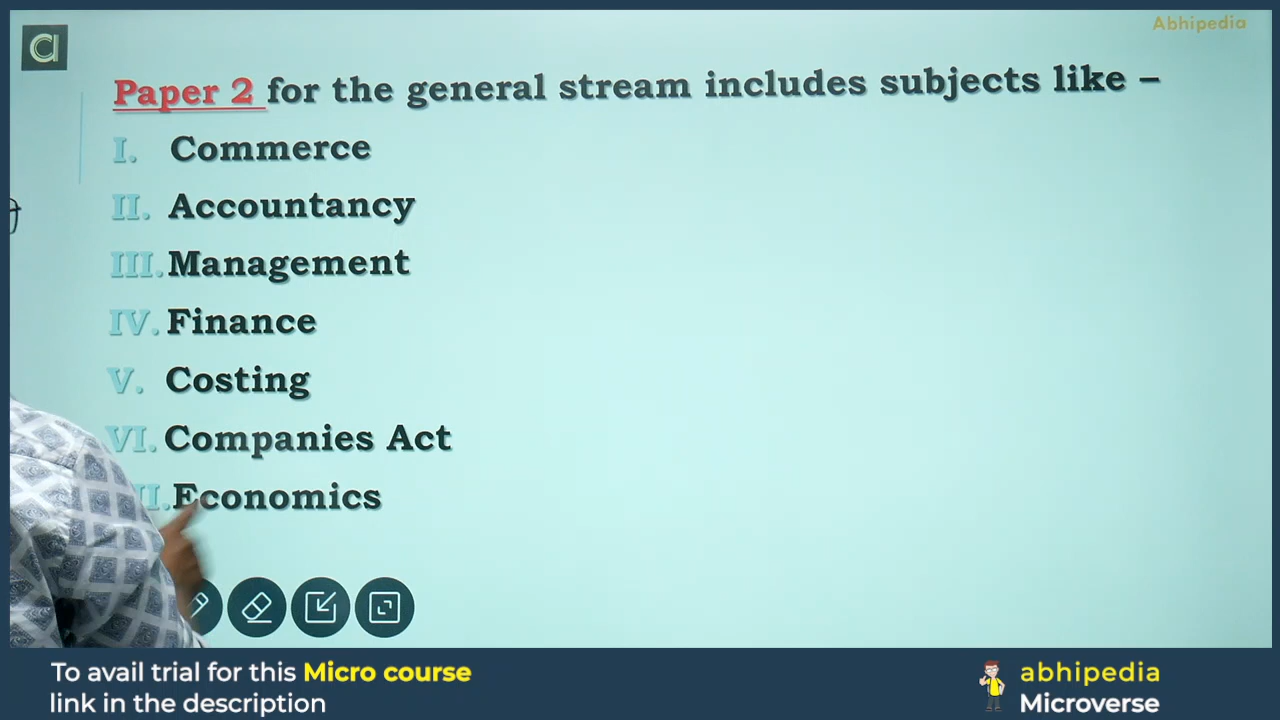 Abhipedia
Paper 2 for the general stream includes subjects like –
I. Commerce
II. Accountancy
III. Management
IV. Finance
V. Costing
VI. Companies Act
II. Economics
To avail trial for this Micro course
link in the description
abhipedia
Microverse